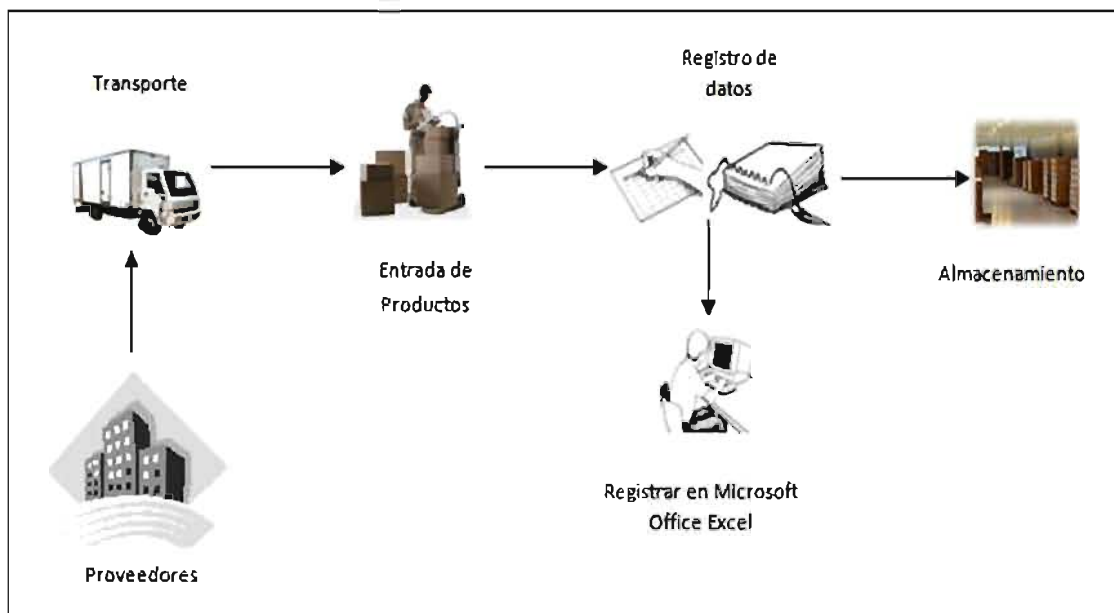 Transporte
Registro de
datos
Entrada de
Productos
Almacenamiento
Registrar en Microsoft
Office Excel
Proveedores